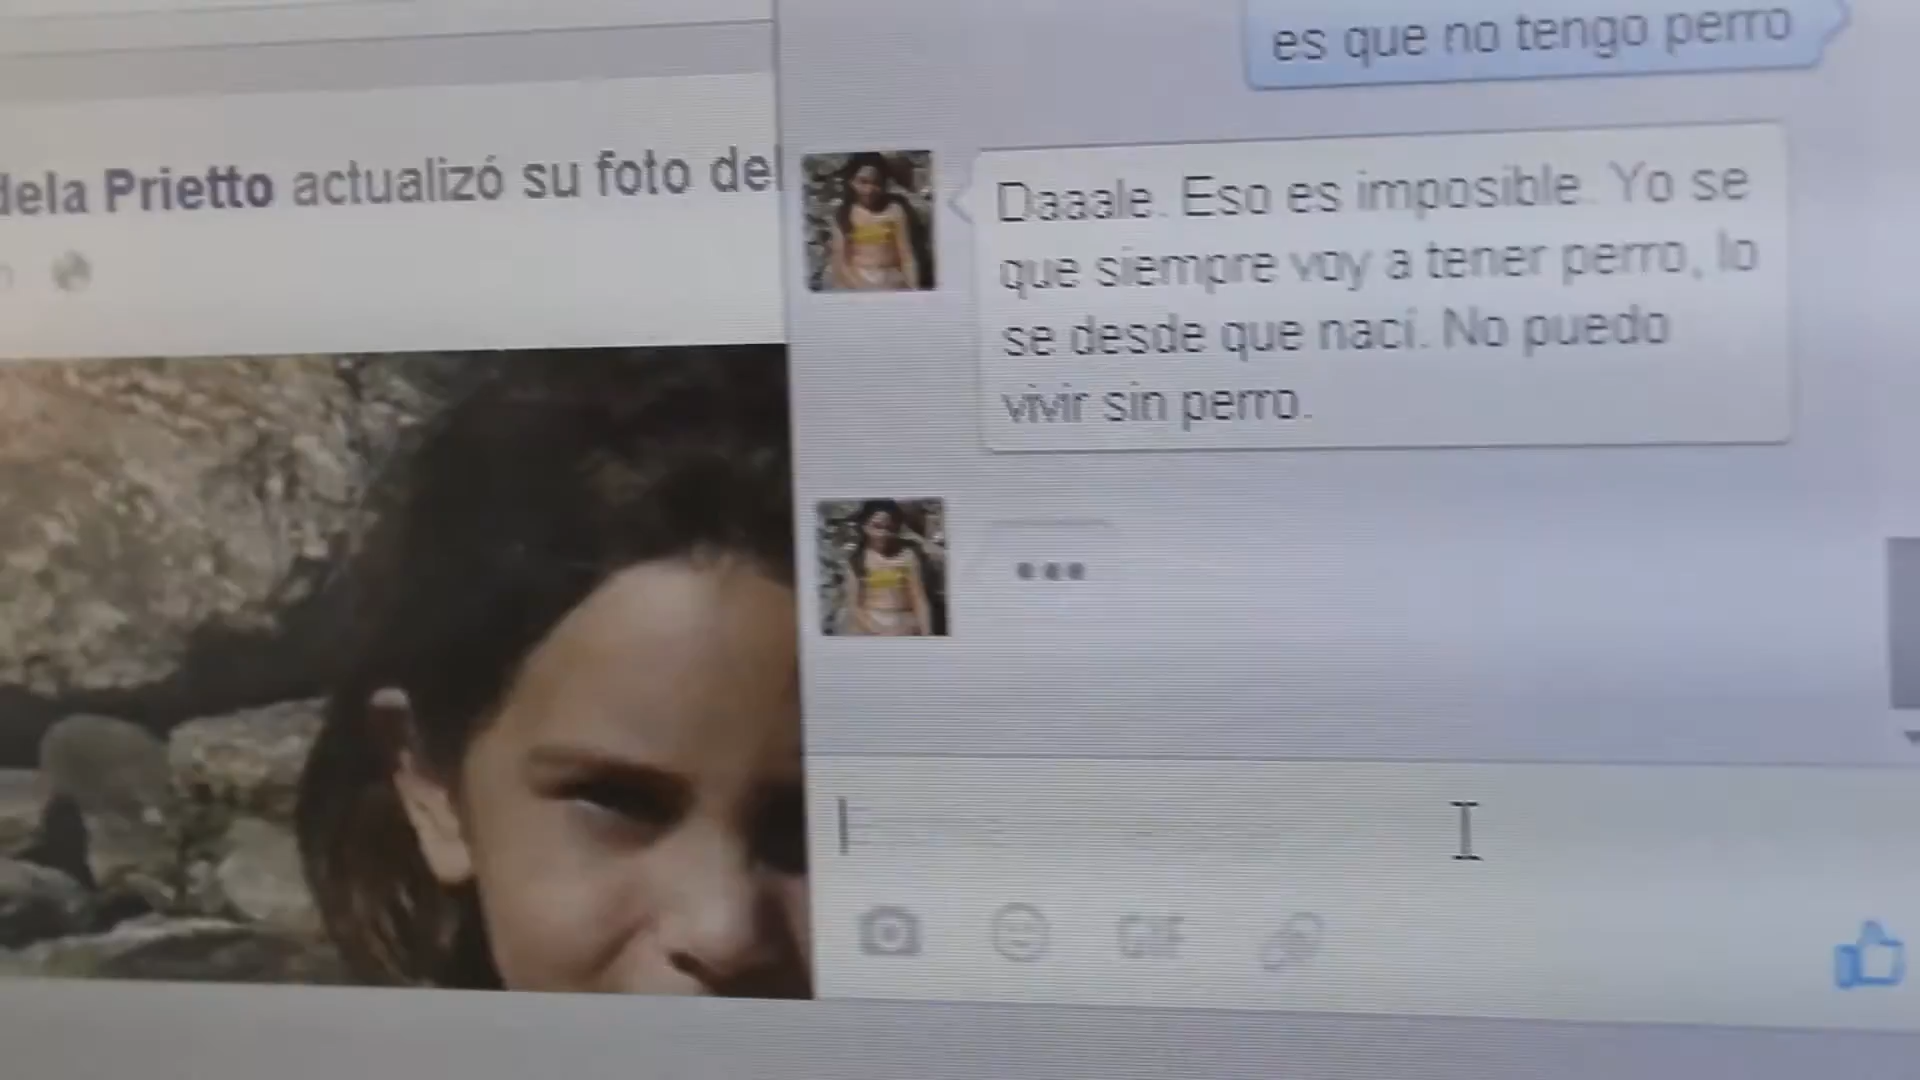 es que no tengo perro
dela Prietto actualizó su foto del
Daaale. Eso es imposible. Yo se
que siempre voy a tener perro, lo
se desde que nací. No puedo
vivir sin perro.
GIF